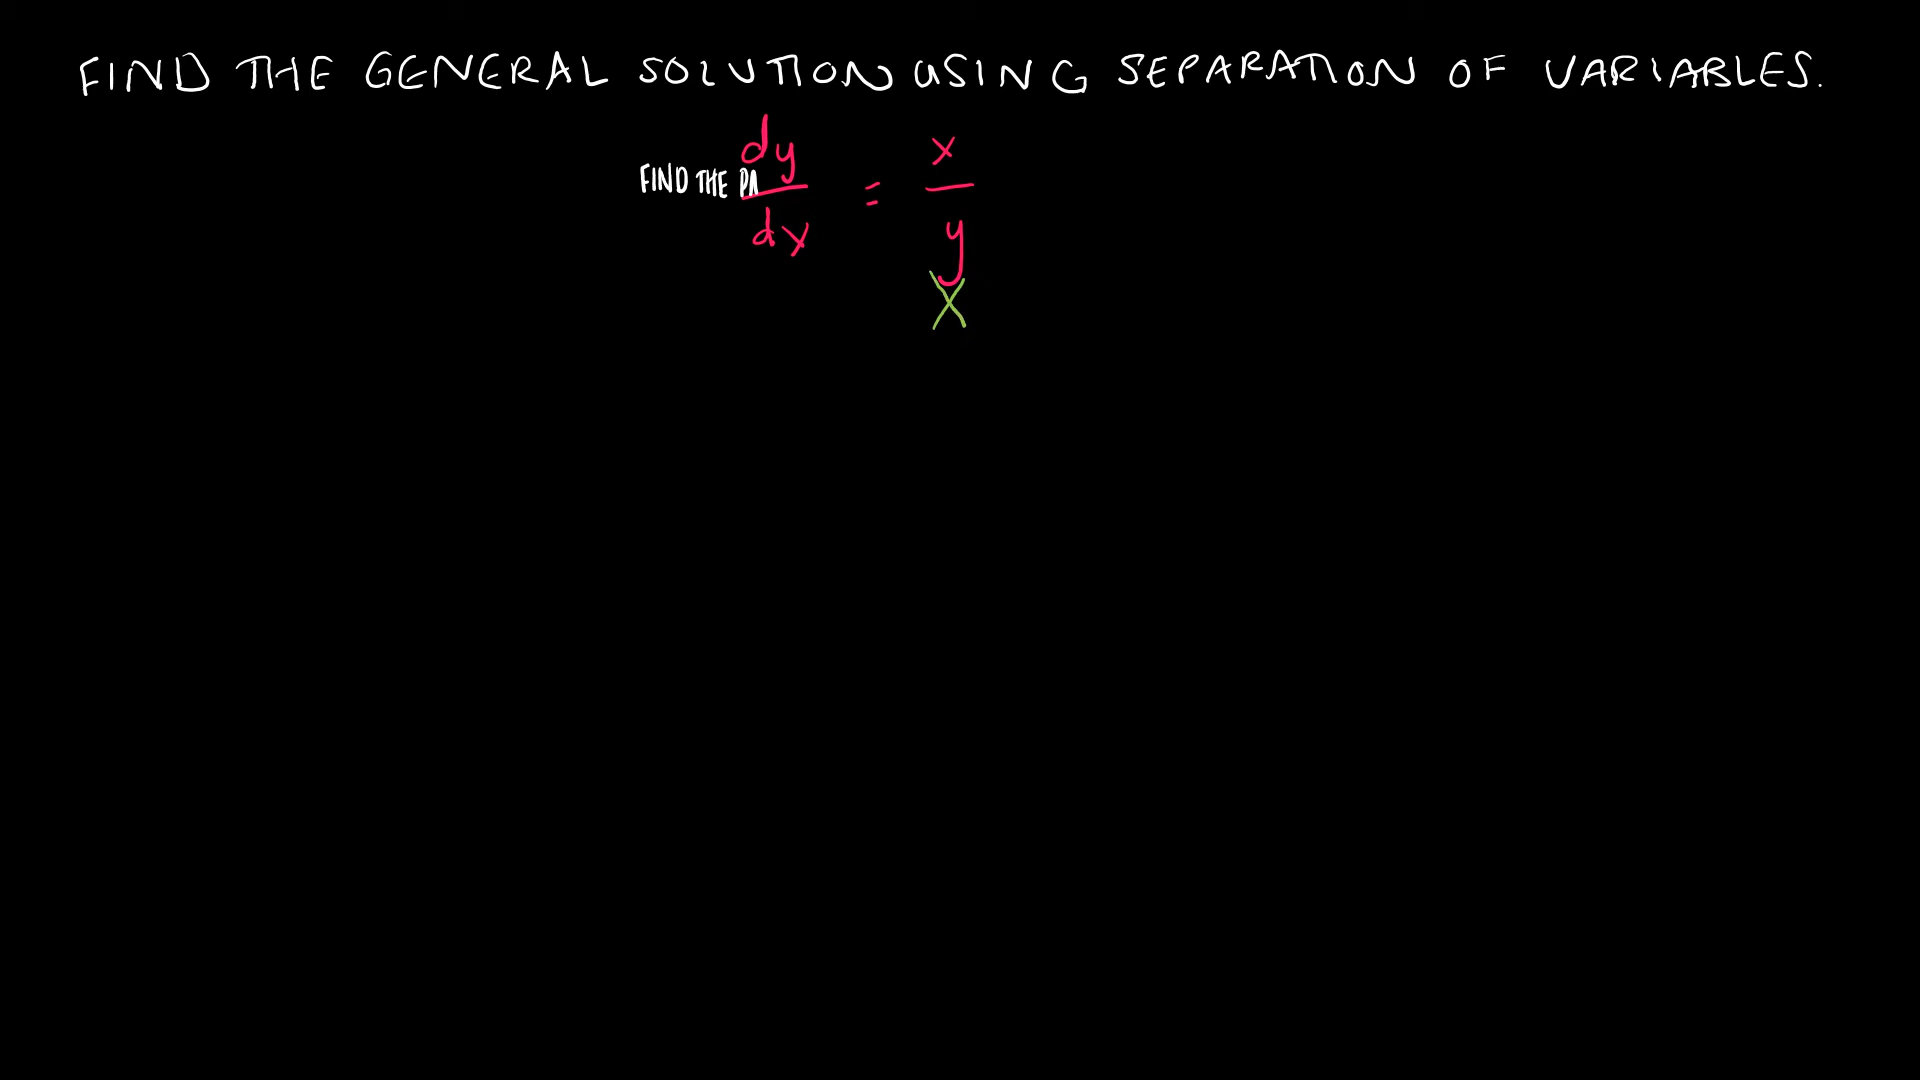 FIND THE GENERAL SOLUTION USING SEPARATION OF VARIABLES.
FIND THE PA
dy/dx = x/y
X